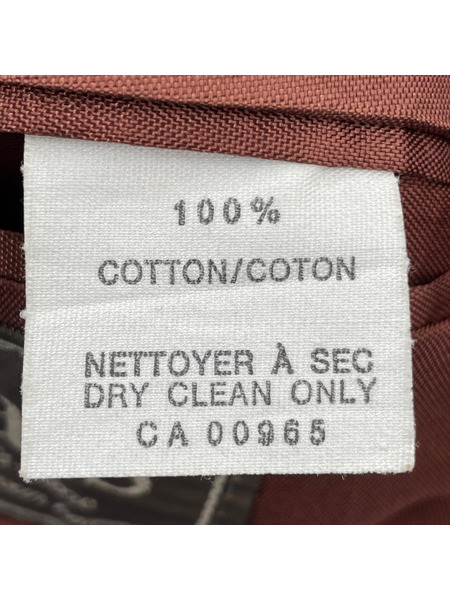 100%
COTTON/COTON
NETTOYER À SEC
DRY CLEAN ONLY
CA 00965